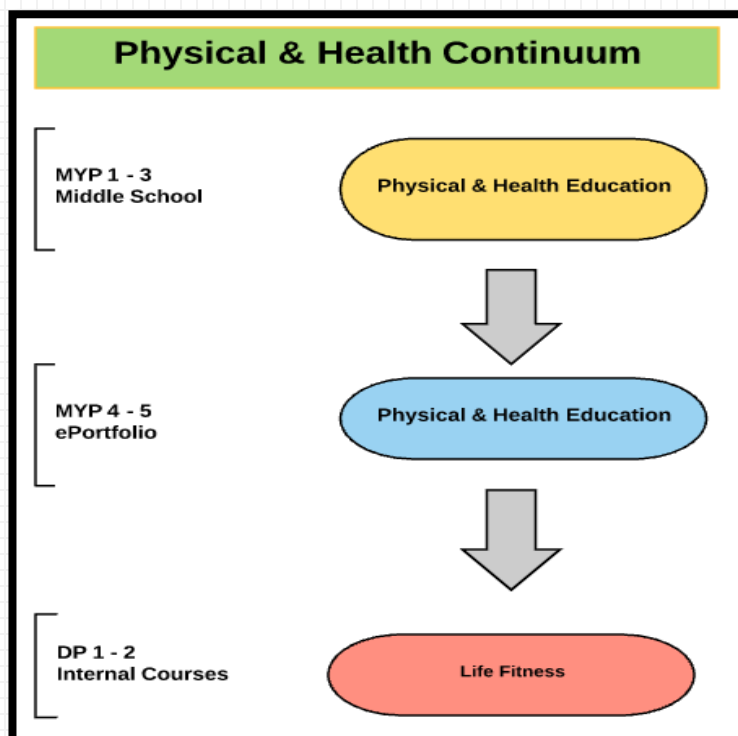 Physical & Health Continuum
MYP 1 - 3
Middle School
Physical & Health Education
MYP 4 - 5
ePortfolio
Physical & Health Education
DP 1 - 2
Internal Courses
Life Fitness